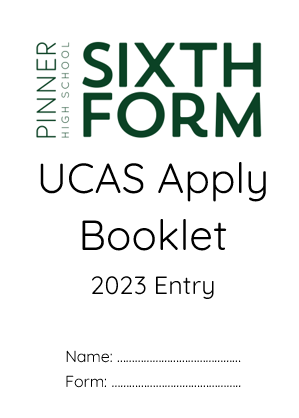 PINNER
HIGH SCHOOL
SIXTH
FORM
UCAS Apply
Booklet
2023 Entry
Name: ..........................................
Form: ............................................